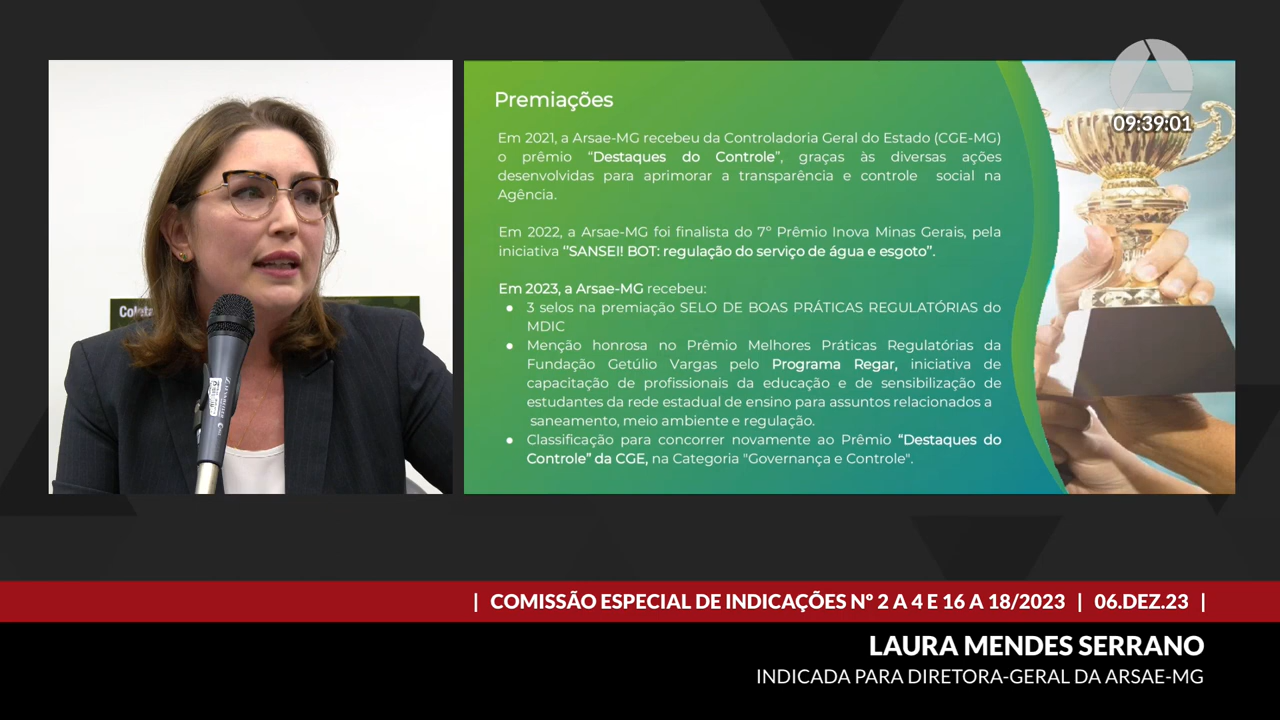 Premiações
Em 2021, a Arsae-MG recebeu da Controladoria Geral do Estado (CGE-MG)
o prêmio “Destaques do Controle”, graças às diversas ações
desenvolvidas para aprimorar a transparência e controle social na
Agência.
Em 2022, a Arsae-MG foi finalista do 7º Prêmio Inova Minas Gerais, pela
iniciativa “SANSEI! BOT: regulação do serviço de água e esgoto”.
Em 2023, a Arsae-MG recebeu:
● 3 selos na premiação SELO DE BOAS PRÁTICAS REGULATÓRIAS do
MDIC
● Menção honrosa no Prêmio Melhores Práticas Regulatórias da
Fundação Getúlio Vargas pelo Programa Regar, iniciativa de
capacitação de profissionais da educação e de sensibilização de
estudantes da rede estadual de ensino para assuntos relacionados a
saneamento, meio ambiente e regulação.
● Classificação para concorrer novamente ao Prêmio “Destaques do
Controle” da CGE, na Categoria "Governança e Controle".
09:39:01
| COMISSÃO ESPECIAL DE INDICAÇÕES Nº 2 A 4 E 16 A 18/2023 | 06.DEZ.23 |
LAURA MENDES SERRANO
INDICADA PARA DIRETORA-GERAL DA ARSAE-MG